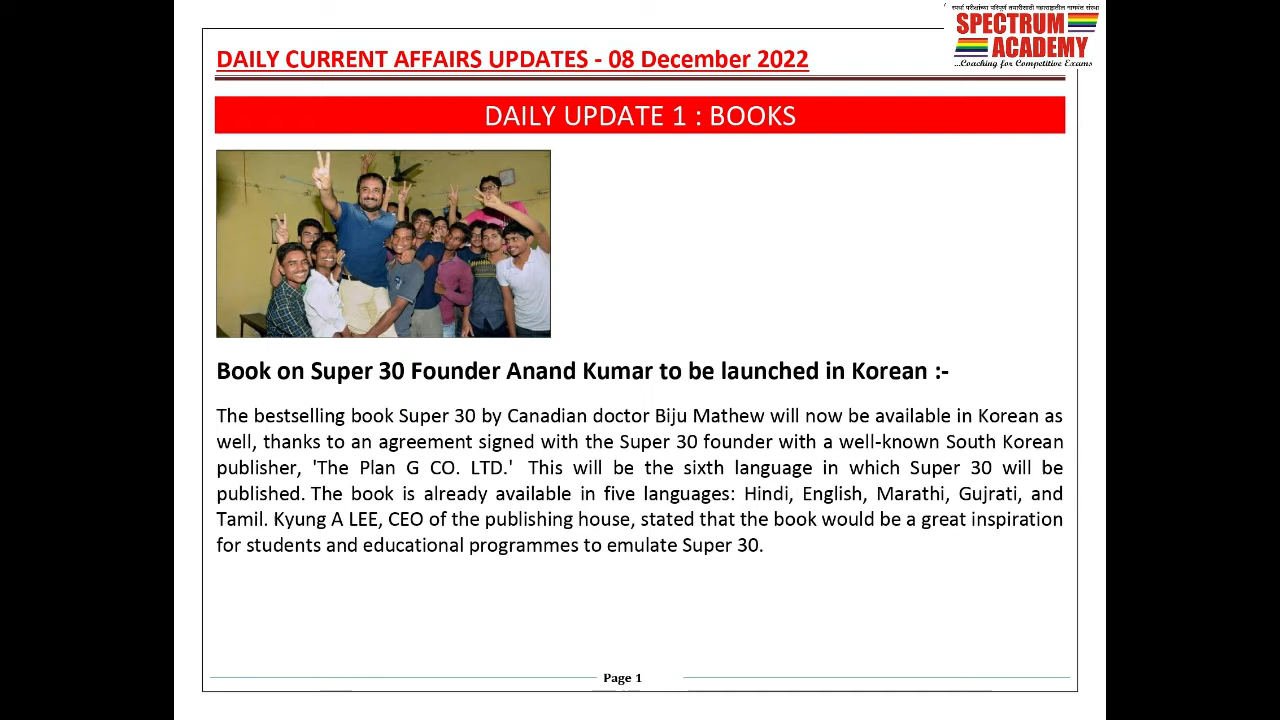 स्पर्धा परीक्षांच्या परिपूर्ण तयारीसाठी महाराष्ट्रातील नामवंत संस्था
SPECTRUM
ACADEMY
...Coaching for Competitive Exams
DAILY CURRENT AFFAIRS UPDATES - 08 December 2022
DAILY UPDATE 1 : BOOKS
Book on Super 30 Founder Anand Kumar to be launched in Korean :-
The bestselling book Super 30 by Canadian doctor Biju Mathew will now be available in Korean as
well, thanks to an agreement signed with the Super 30 founder with a well-known South Korean
publisher, 'The Plan G CO. LTD.' This will be the sixth language in which Super 30 will be
published. The book is already available in five languages: Hindi, English, Marathi, Gujrati, and
Tamil. Kyung A LEE, CEO of the publishing house, stated that the book would be a great inspiration
for students and educational programmes to emulate Super 30.
Page 1